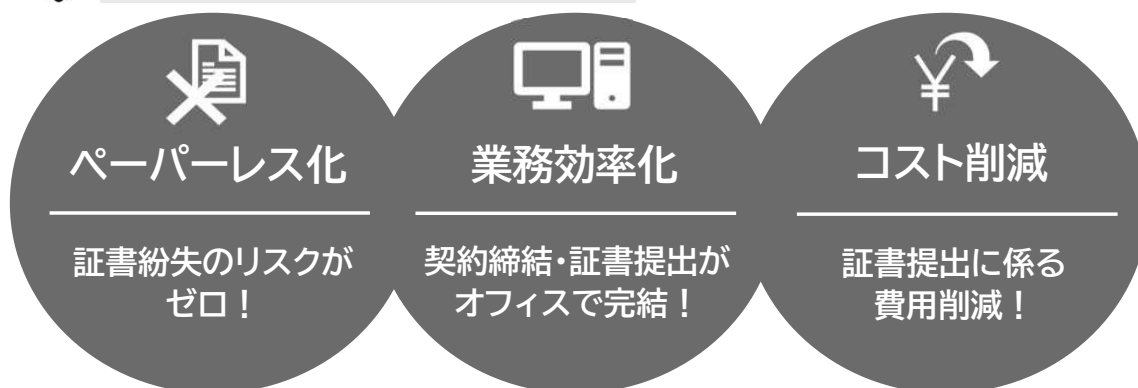 ペーパーレス化
証書紛失のリスクが
ゼロ！
業務効率化
契約締結・証書提出が
オフィスで完結！
¥
コスト削減
証書提出に係る
費用削減！